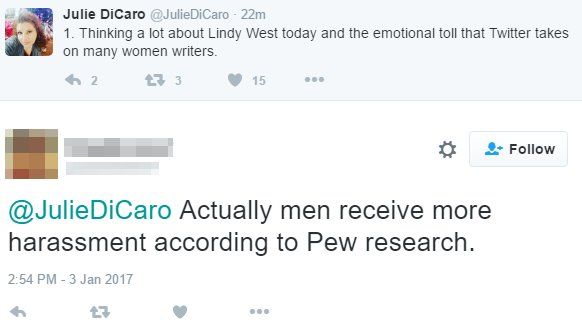 Julie DiCaro @JulieDiCaro · 22m
1. Thinking a lot about Lindy West today and the emotional toll that Twitter takes
on many women writers.
2 3 15
Follow
@JulieDiCaro Actually men receive more
harassment according to Pew research.
2:54 PM - 3 Jan 2017